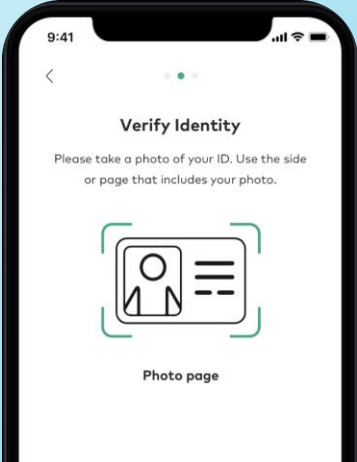 9:41
Verify Identity
Please take a photo of your ID. Use the side
or page that includes your photo.
Photo page